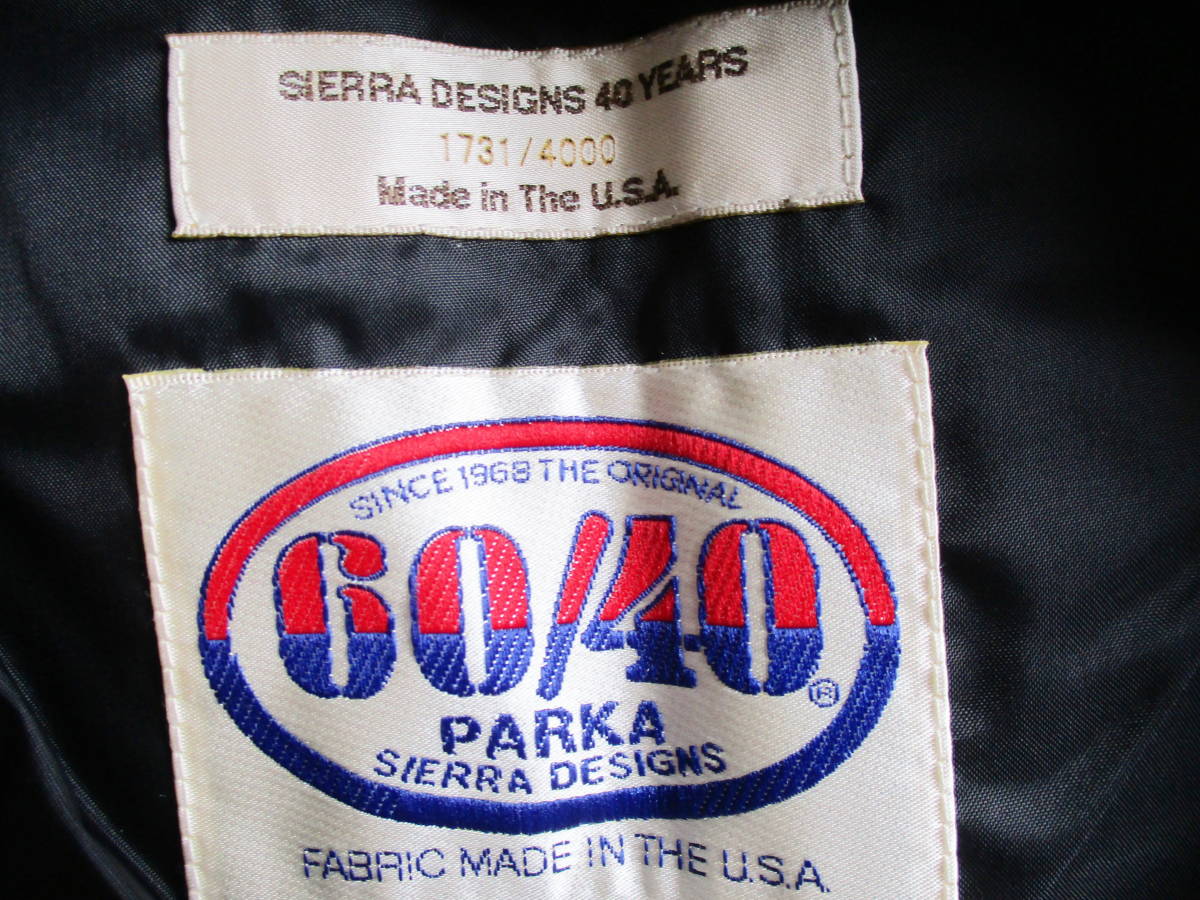 SIERRA DESIGNS 40 YEARS
1731/4000
Made in The U.S.A.
SINCE 1968 THE ORIGINAL
60/40
®
PARKA
SIERRA DESIGNS
FABRIC MADE IN THE U.S.A.